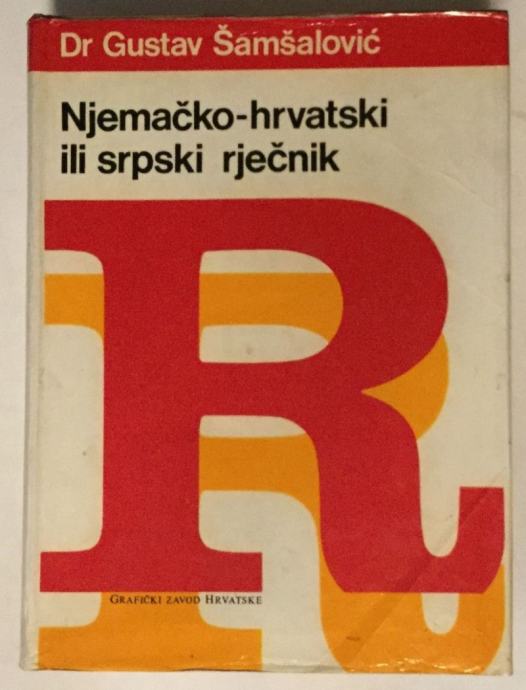 Dr Gustav Šamšalović
Njemačko-hrvatski
ili srpski rječnik
R
GRAFIČKI ZAVOD HRVATSKE